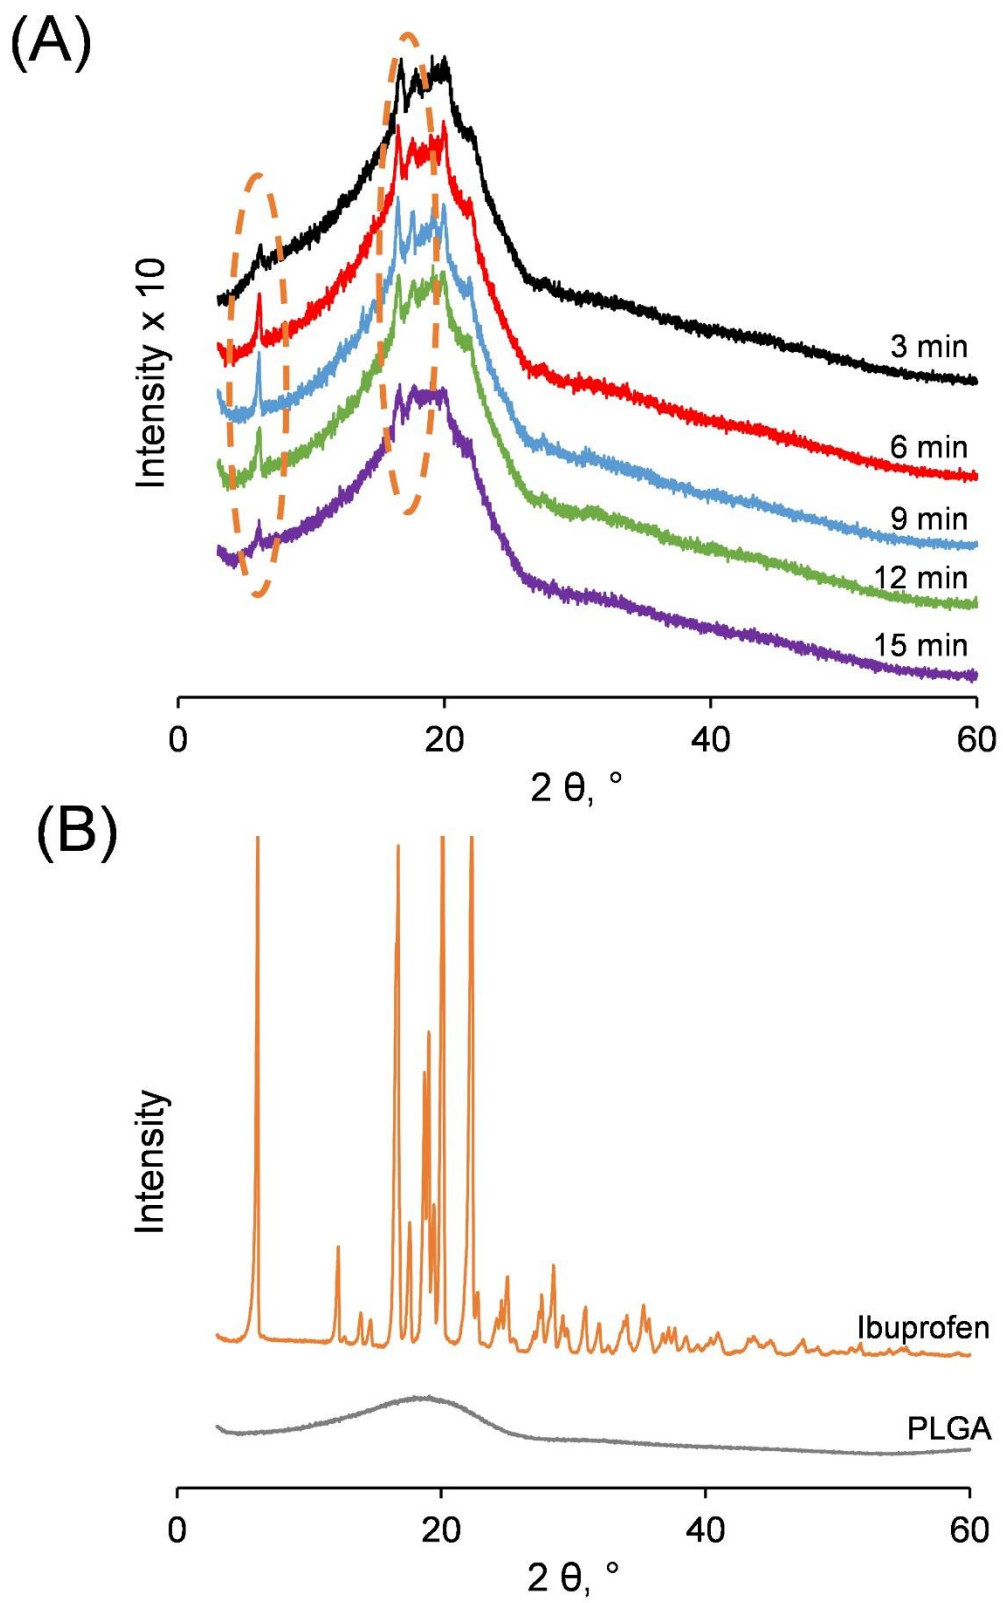 (A)
Intensity x 10
3 min
6 min
9 min
12 min
15 min
0 20 40 60
2 θ, °
(B)
Intensity
Ibuprofen
PLGA
0 20 40 60
2 θ, °